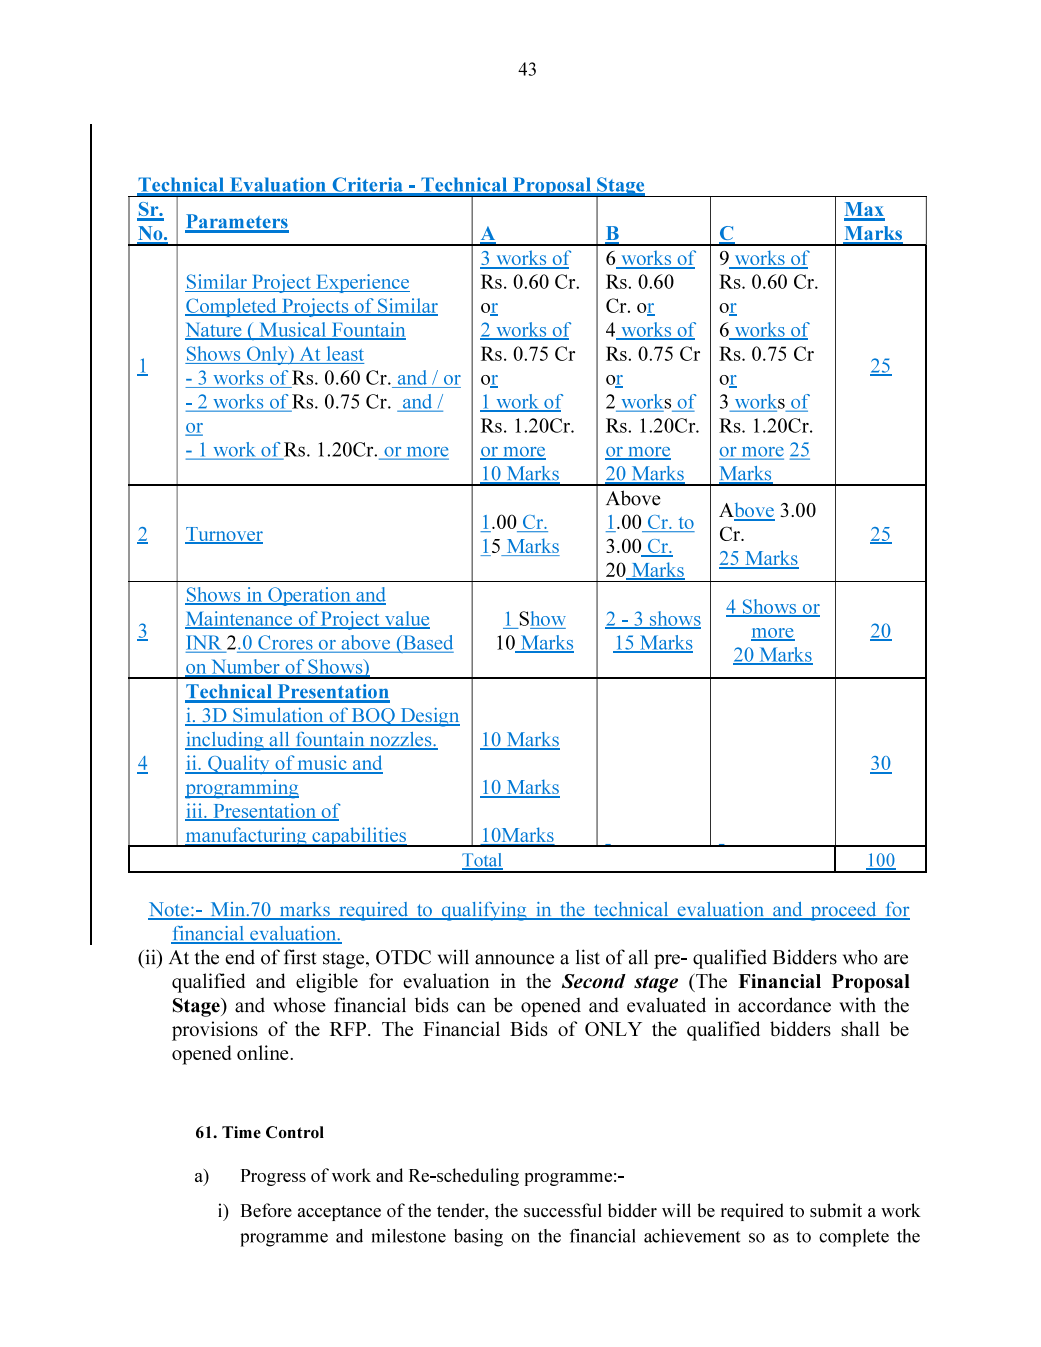 43
Technical Evaluation Criteria - Technical Proposal Stage
Sr. No. Parameters A B C Max Marks
1
Similar Project Experience
Completed Projects of Similar
Nature ( Musical Fountain
Shows Only) At least
- 3 works of Rs. 0.60 Cr. and / or
- 2 works of Rs. 0.75 Cr.  and /
or
- 1 work of Rs. 1.20Cr. or more
3 works of
Rs. 0.60 Cr.
or
2 works of
Rs. 0.75 Cr
or
1 work of
Rs. 1.20Cr.
or more
10 Marks
6 works of
Rs. 0.60
Cr. or
4 works of
Rs. 0.75 Cr
or
2 works of
Rs. 1.20Cr.
or more
20 Marks
9 works of
Rs. 0.60 Cr.
or
6 works of
Rs. 0.75 Cr
or
3 works of
Rs. 1.20Cr.
or more 25
Marks
25
2
Turnover
1.00 Cr.
15 Marks
Above
1.00 Cr. to
3.00 Cr.
20 Marks
Above 3.00
Cr.
25 Marks
25
3
Shows in Operation and
Maintenance of Project value
INR 2.0 Crores or above (Based
on Number of Shows)
1 Show
10 Marks
2 - 3 shows
15 Marks
4 Shows or
more
20 Marks
20
4
Technical Presentation
i. 3D Simulation of BOQ Design
including all fountain nozzles.
ii. Quality of music and
programming
iii. Presentation of
manufacturing capabilities
10 Marks
10 Marks
10Marks
30
Total 100
Note:- Min.70 marks required to qualifying in the technical evaluation and proceed for
financial evaluation.
(ii) At the end of first stage, OTDC will announce a list of all pre- qualified Bidders who are
qualified and eligible for evaluation in the Second stage (The Financial Proposal
Stage) and whose financial bids can be opened and evaluated in accordance with the
provisions of the RFP. The Financial Bids of ONLY the qualified bidders shall be
opened online.
61. Time Control
a) Progress of work and Re-scheduling programme:-
i) Before acceptance of the tender, the successful bidder will be required to submit a work
programme and milestone basing on the financial achievement so as to complete the